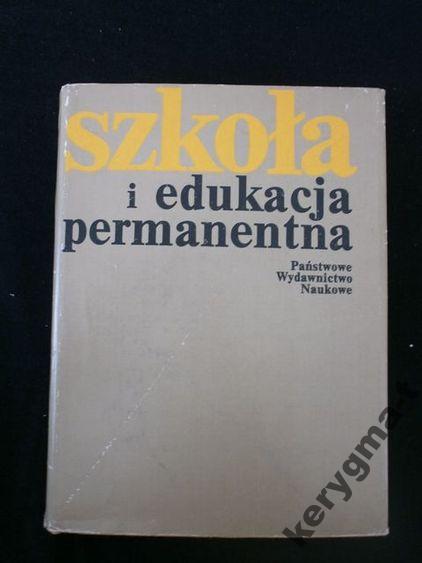 szkoła
i edukacja
permanentna
Państwowe
Wydawnictwo
Naukowe
kerygma-t